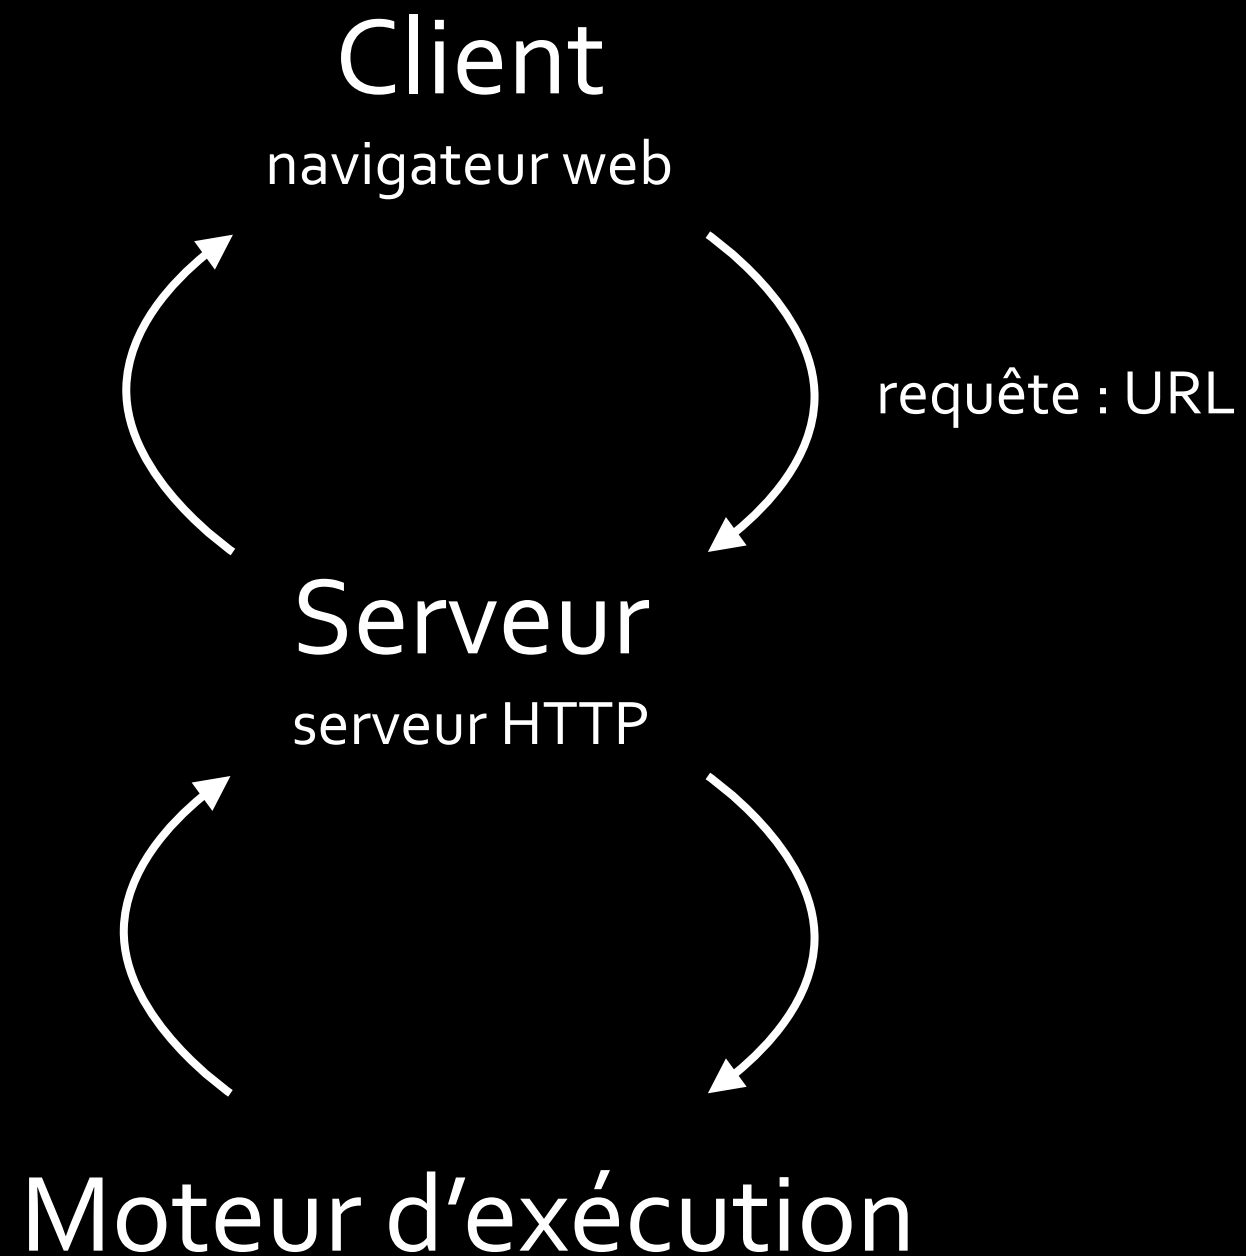 Client
navigateur web
requête : URL
Serveur
serveur HTTP
Moteur d’exécution